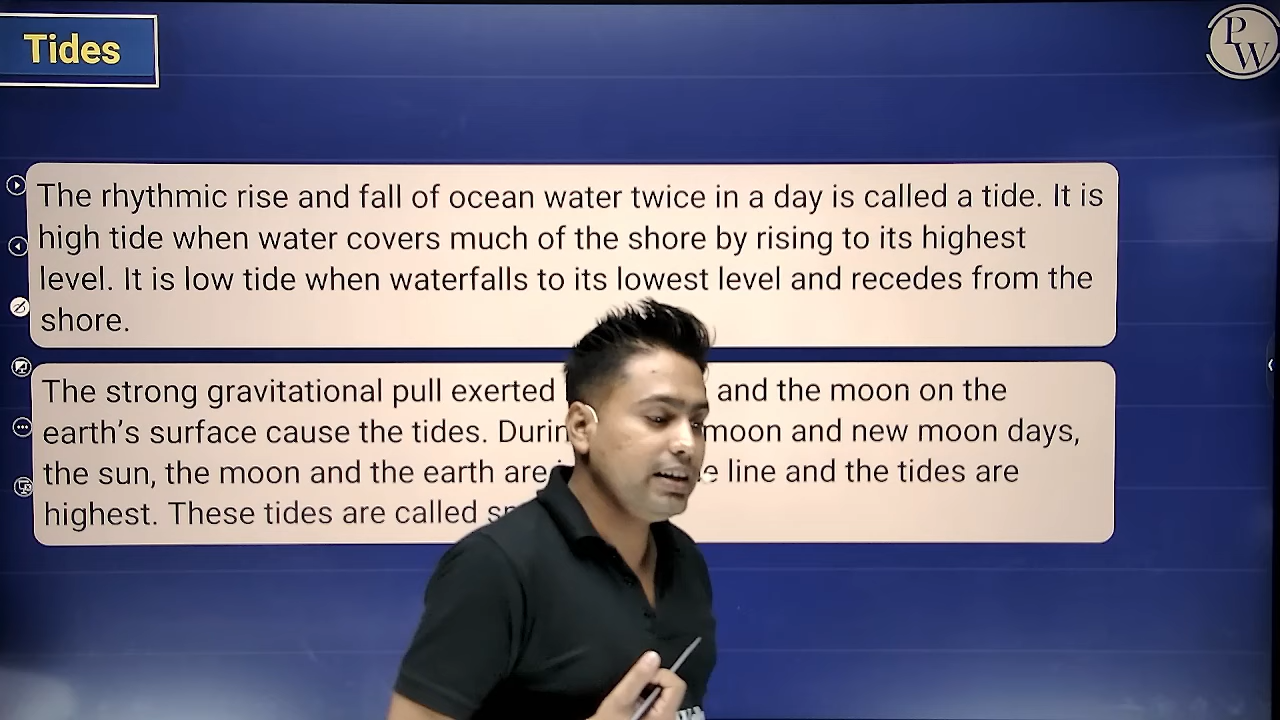 Tides
PW
The rhythmic rise and fall of ocean water twice in a day is called a tide. It is
high tide when water covers much of the shore by rising to its highest
level. It is low tide when waterfalls to its lowest level and recedes from the
shore.
The strong gravitational pull exerted and the moon on the
earth’s surface cause the tides. moon and new moon days,
the sun, the moon and the earth are line and the tides are
highest. These tides are called